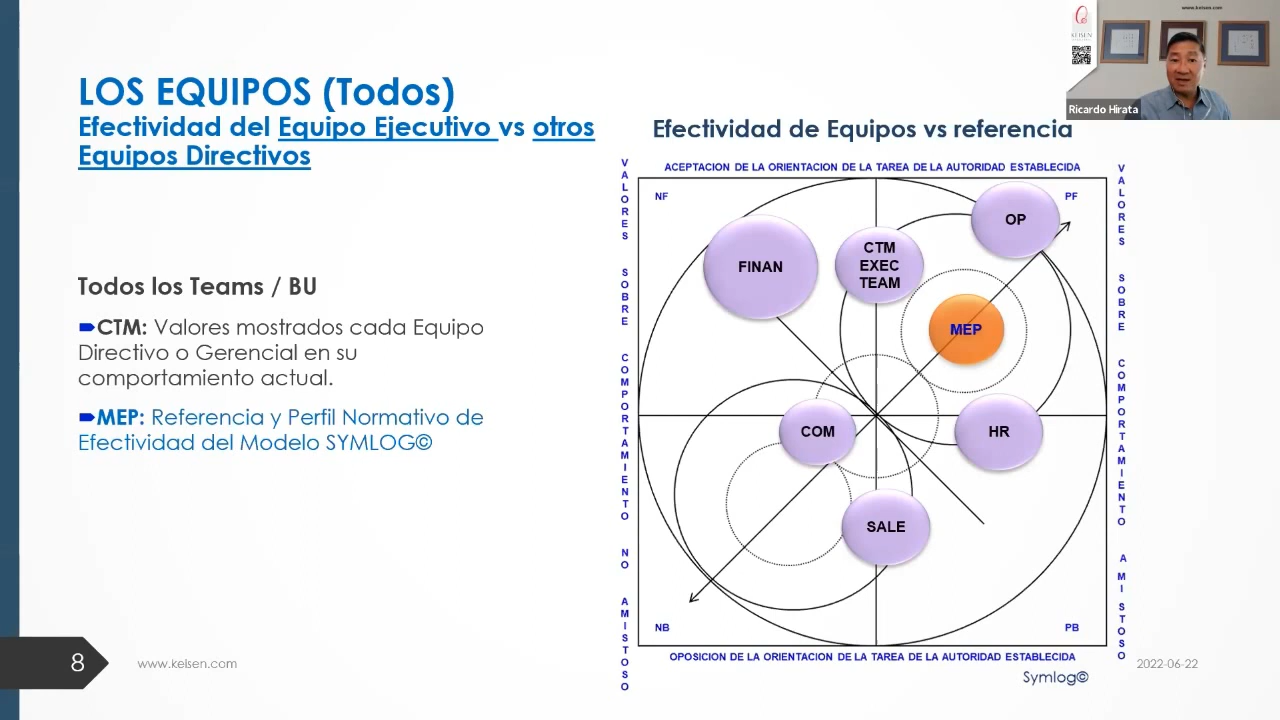 www.kelsen.com
KEISEN
Ricardo Hirata
LOS EQUIPOS (Todos)
Efectividad del Equipo Ejecutivo vs otros
Equipos Directivos
Todos los Teams / BU
CTM: Valores mostrados cada Equipo
Directivo o Gerencial en su
comportamiento actual.
MEP: Referencia y Perfil Normativo de
Efectividad del Modelo SYMLOG©
Efectividad de Equipos vs referencia
ACEPTACION DE LA ORIENTACION DE LA TAREA DE LA AUTORIDAD ESTABLECIDA
VALORES SOBRE COMPORTAMIENTO NO AMISTOSO
NF
PF
OP
FINAN
CTM
EXEC
TEAM
MEP
COM
HR
SALE
NB
PB
VALORES SOBRE COMPORTAMIENTO AMISTOSO
OPOSICION DE LA ORIENTACION DE LA TAREA DE LA AUTORIDAD ESTABLECIDA
Symlog©
8
www.kelsen.com
2022-06-22